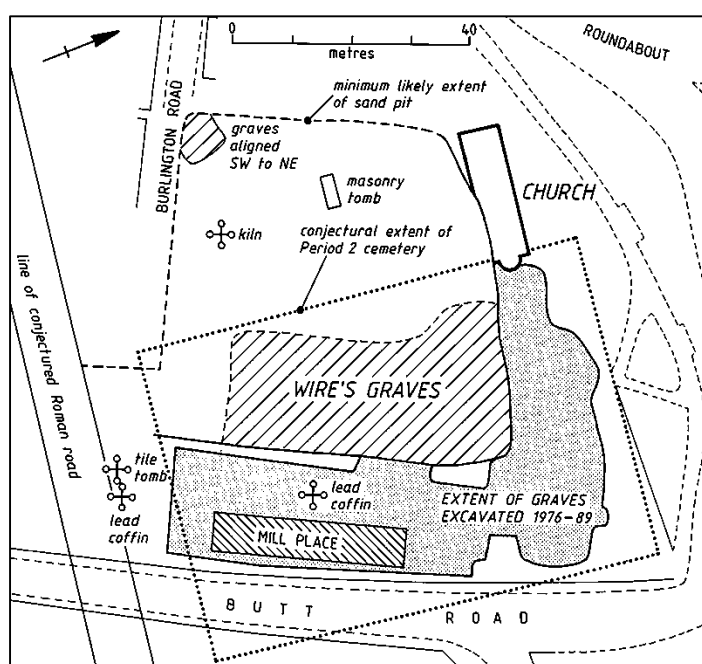 0
40
metres
ROUNDABOUT
BURLINGTON ROAD
minimum likely extent
of sand pit
graves
aligned
SW to NE
masonry
tomb
CHURCH
kiln
conjectural extent of
Period 2 cemetery
line of conjectured Roman road
WIRE'S GRAVES
tile
tomb
lead
coffin
lead
coffin
EXTENT OF GRAVES
EXCAVATED 1976-89
MILL PLACE
BUTT ROAD